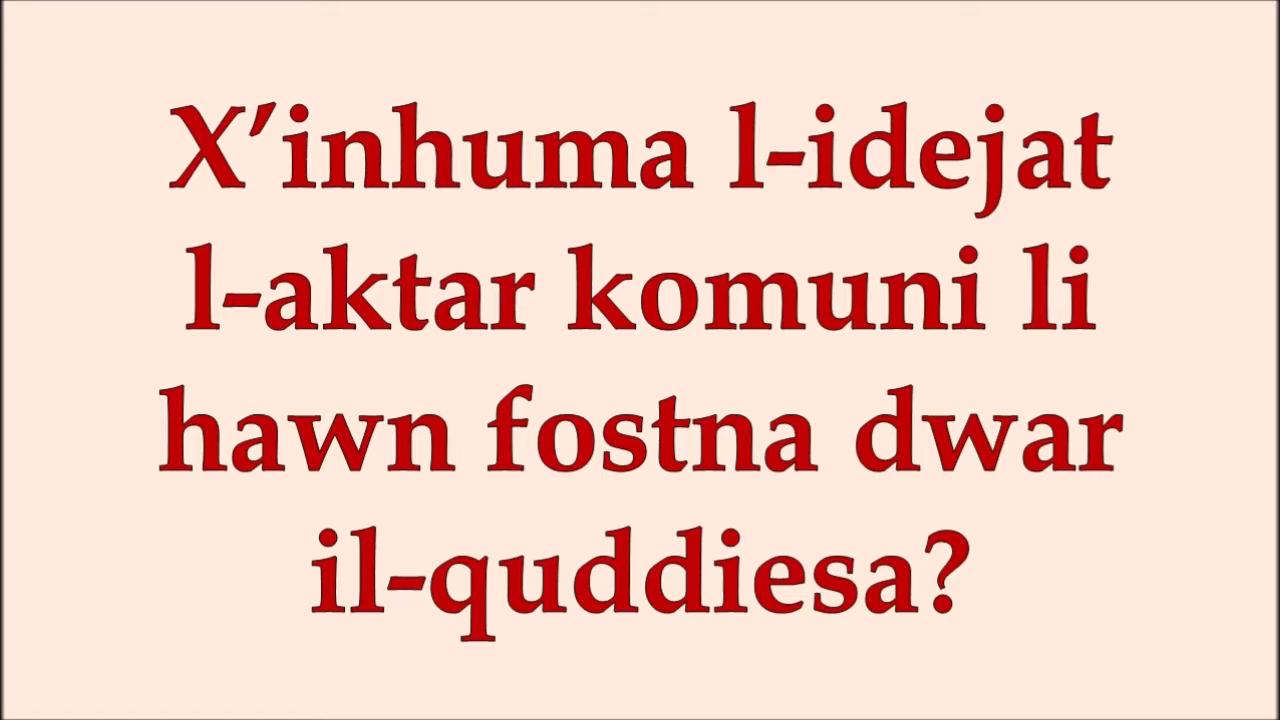 X’inhuma l-idejat
l-aktar komuni li
hawn fostna dwar
il-quddiesa?